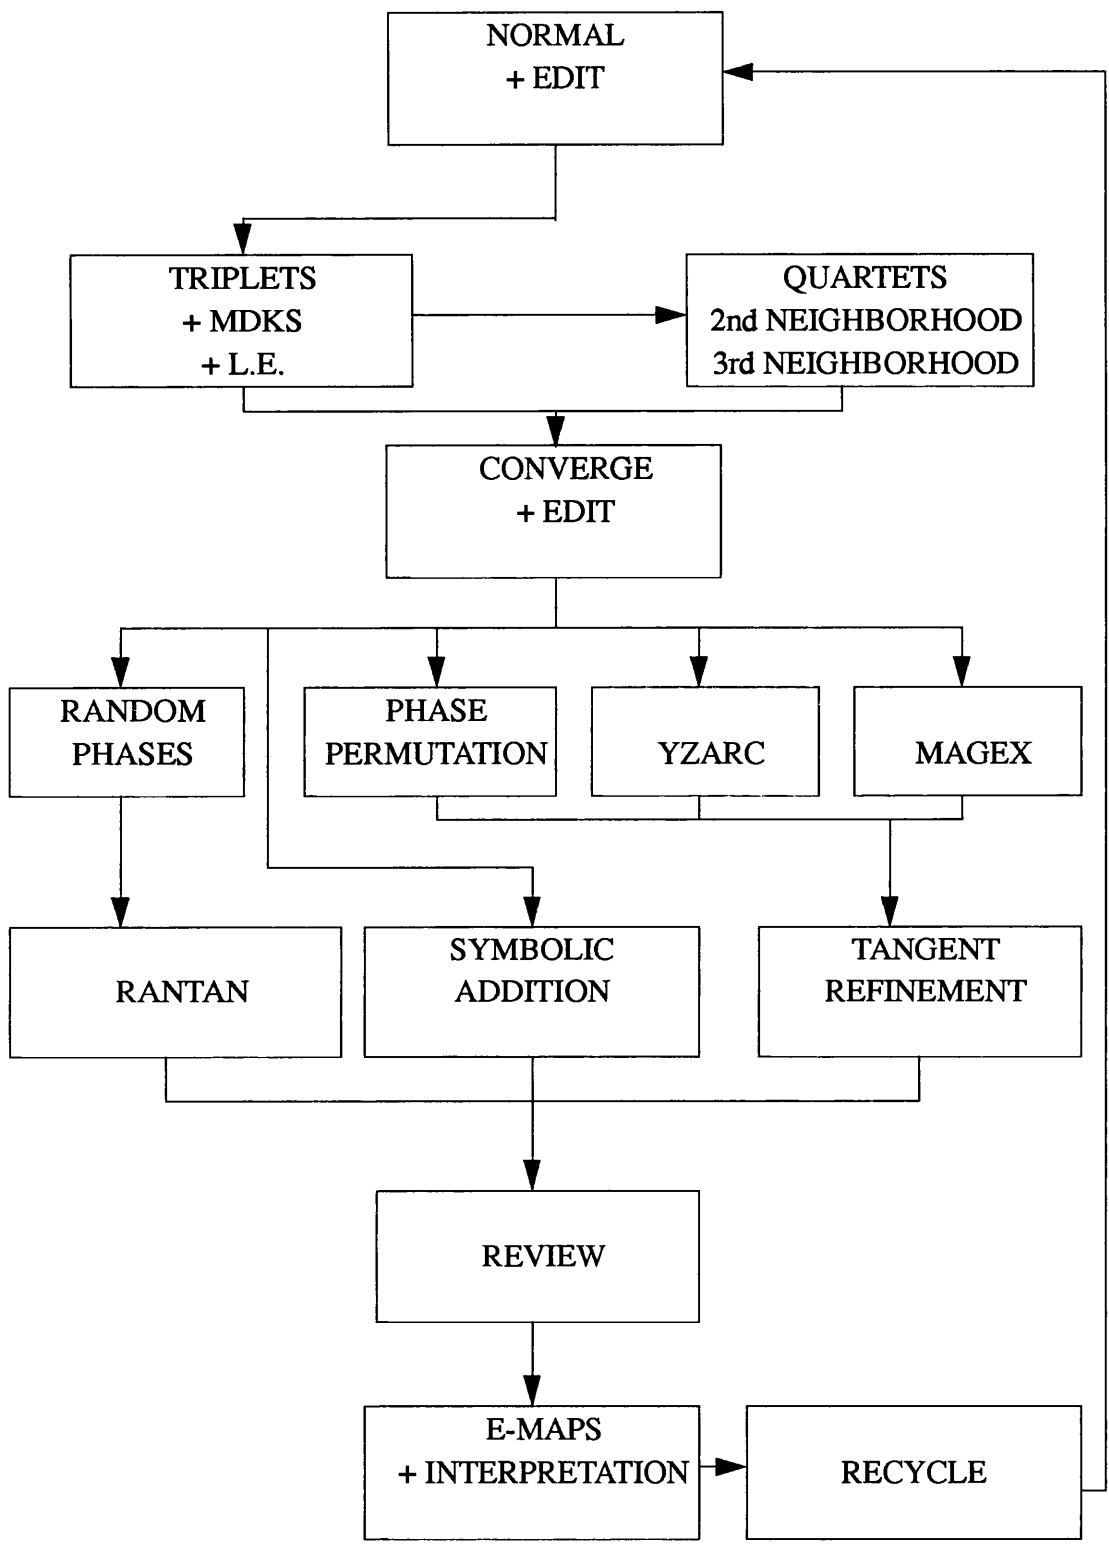 NORMAL
+ EDIT
TRIPLETS
+ MDKS
+ L.E.
QUARTETS
2nd NEIGHBORHOOD
3rd NEIGHBORHOOD
CONVERGE
+ EDIT
RANDOM
PHASES
PHASE
PERMUTATION
YZARC
MAGEX
RANTAN
SYMBOLIC
ADDITION
TANGENT
REFINEMENT
REVIEW
E-MAPS
+ INTERPRETATION
RECYCLE